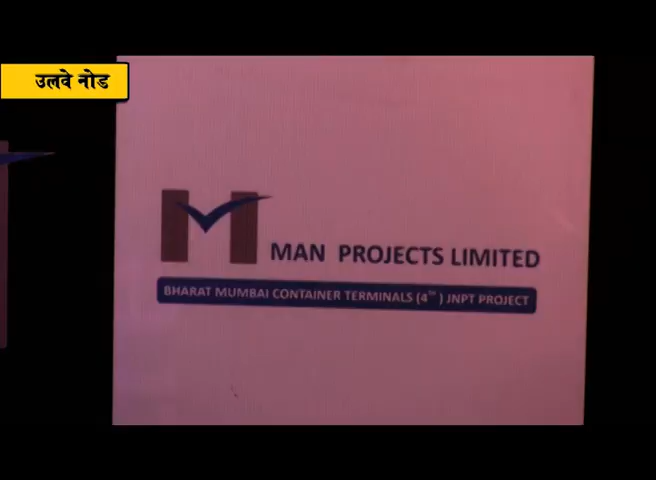 उलवे नोड
MAN PROJECTS LIMITED
BHARAT MUMBAI CONTAINER TERMINALS (4TH) JNPT PROJECT